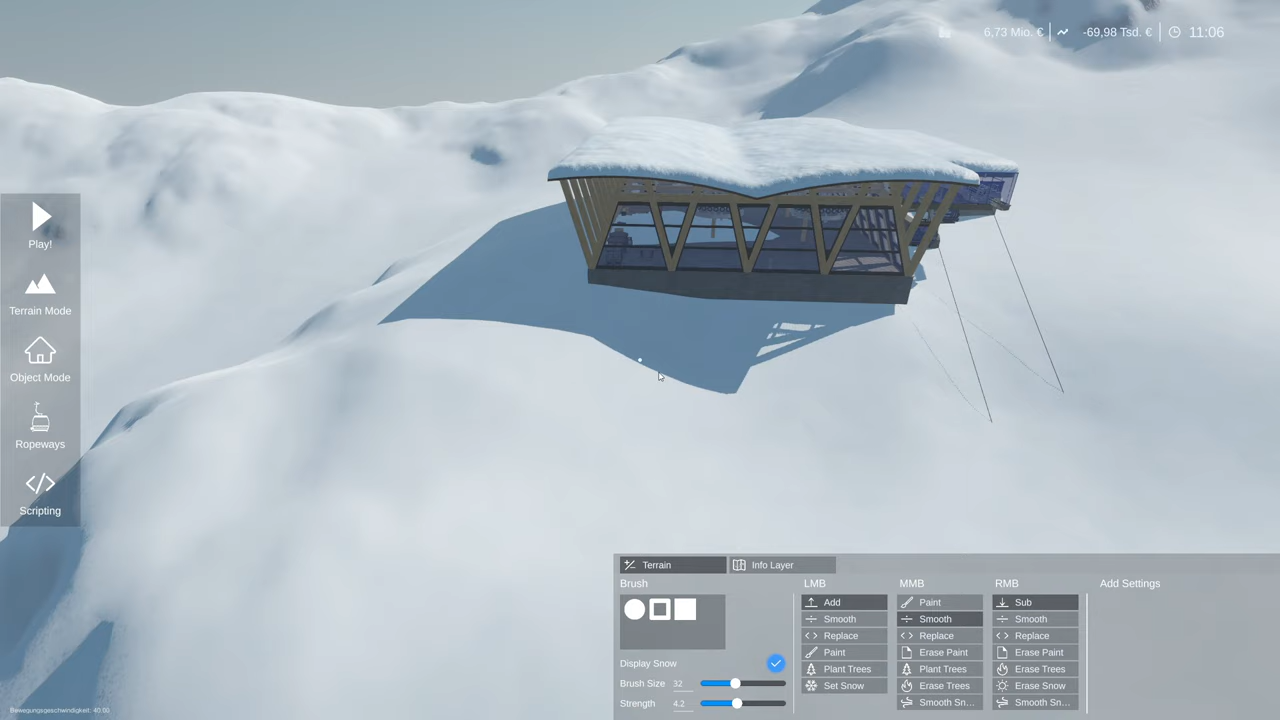 6,73 Mio. €
-69,98 Tsd. €
11:06
Play!
Terrain Mode
Object Mode
Ropeways
Scripting
Terrain
Info Layer
Brush
LMB
MMB
RMB
Add Settings
Add
Paint
Sub
Smooth
Smooth
Smooth
Replace
Replace
Replace
Paint
Erase Paint
Erase Paint
Display Snow
Plant Trees
Plant Trees
Erase Trees
Brush Size
32
Set Snow
Erase Trees
Erase Snow
Strength
4.2
Smooth Sn...
Smooth Sn...
Bewegungsgeschwindigkeit: 40:00